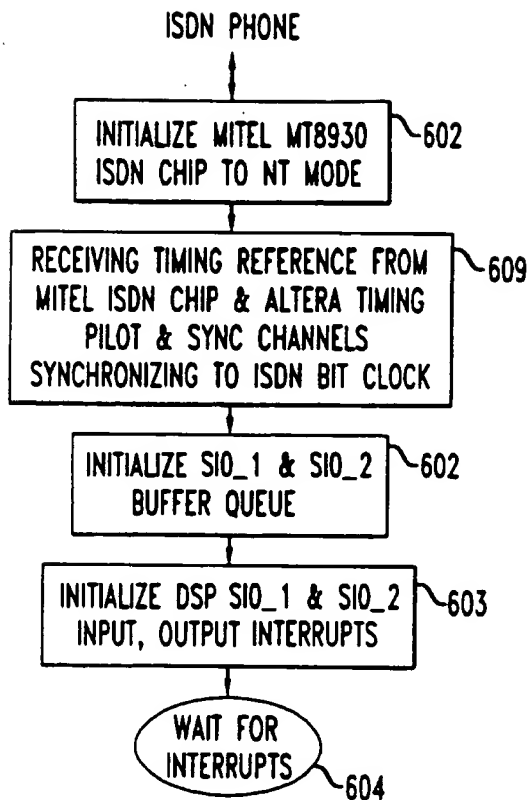 ISDN PHONE
INITIALIZE MITEL MT8930
ISDN CHIP TO NT MODE
602
RECEIVING TIMING REFERENCE FROM
MITEL ISDN CHIP & ALTERA TIMING
PILOT & SYNC CHANNELS
SYNCHRONIZING TO ISDN BIT CLOCK
609
INITIALIZE SIO_1 & SIO_2
BUFFER QUEUE
602
INITIALIZE DSP SIO_1 & SIO_2
INPUT, OUTPUT INTERRUPTS
603
WAIT FOR
INTERRUPTS
604